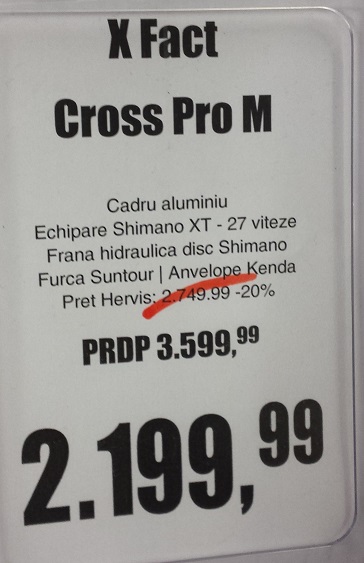 X Fact
Cross Pro M
Cadru aluminiu
Echipare Shimano XT - 27 viteze
Frana hidraulica disc Shimano
Furca Suntour | Anvelope Kenda
Pret Hervis: 2.749.99 -20%
PRDP 3.599,99
2.199,99